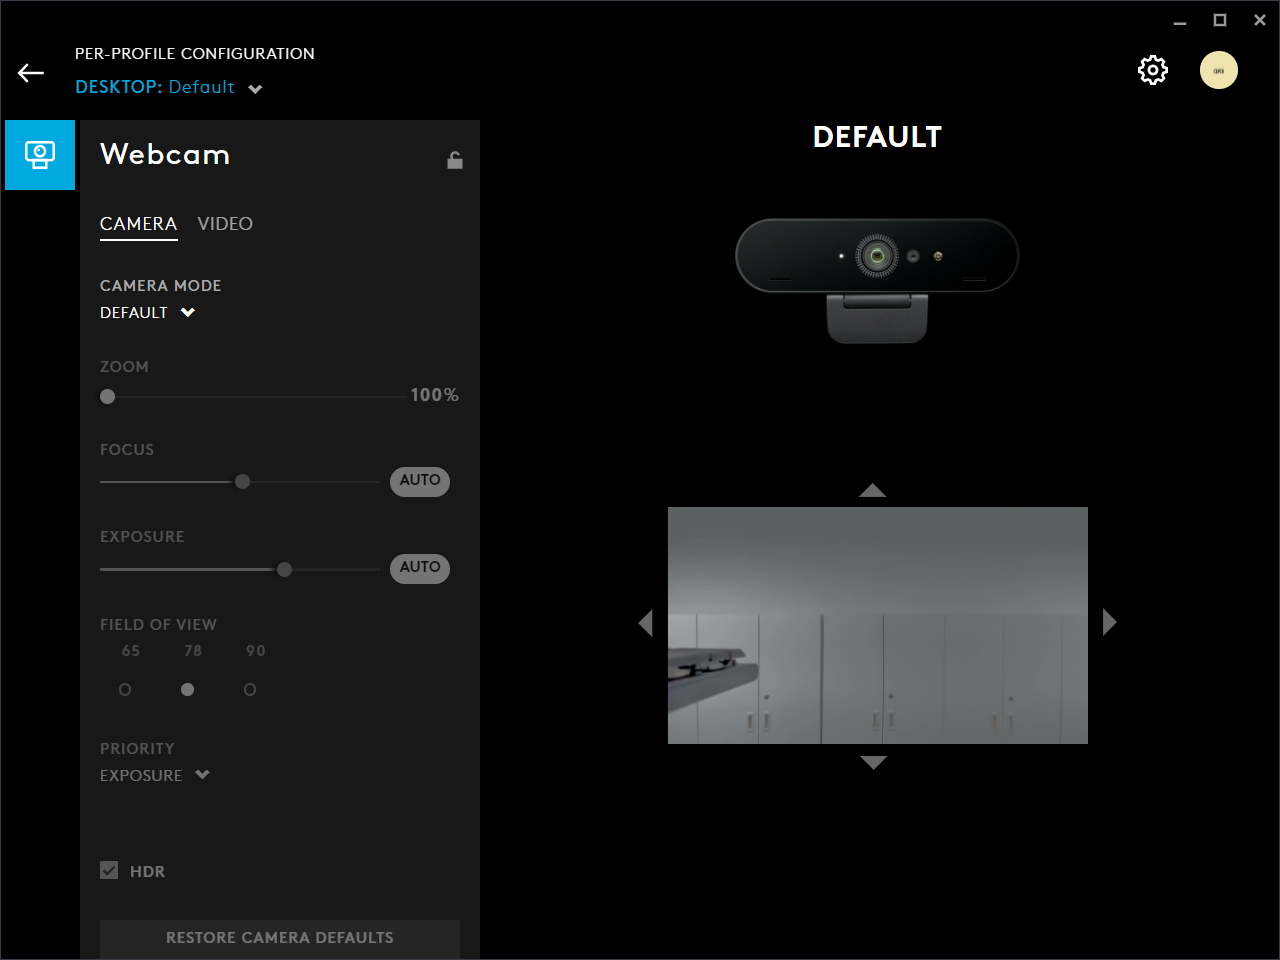 PER-PROFILE CONFIGURATION
DESKTOP: Default
Webcam
CAMERA VIDEO
CAMERA MODE
DEFAULT
ZOOM
100%
FOCUS
AUTO
EXPOSURE
AUTO
FIELD OF VIEW
65 78 90
PRIORITY
EXPOSURE
HDR
RESTORE CAMERA DEFAULTS
DEFAULT